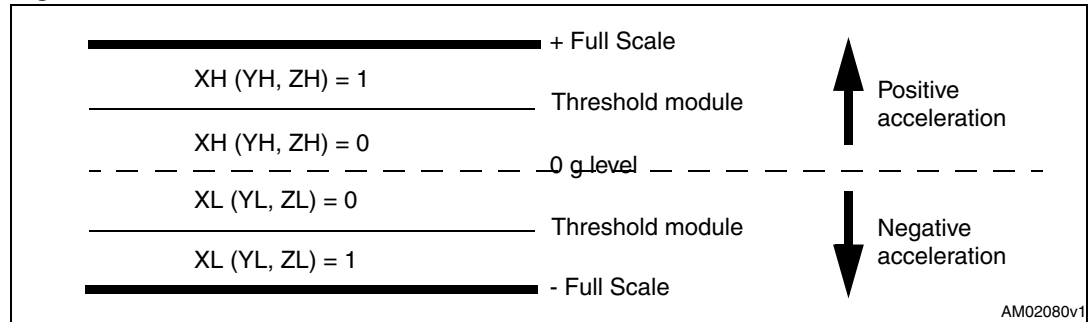 + Full Scale
XH (YH, ZH) = 1
Threshold module
Positive
acceleration
XH (YH, ZH) = 0
0 g level
XL (YL, ZL) = 0
Threshold module
Negative
acceleration
XL (YL, ZL) = 1
- Full Scale
AM02080v1